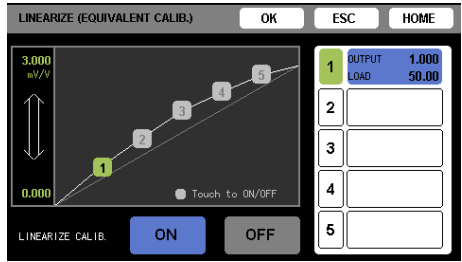 LINEARIZE (EQUIVALENT CALIB.)
OK
ESC
HOME
3.000
mV/V
0.000
1
2
3
4
5
Touch to ON/OFF
LINEARIZE CALIB.
ON
OFF
1
OUTPUT 1.000
LOAD 50.00
2
3
4
5